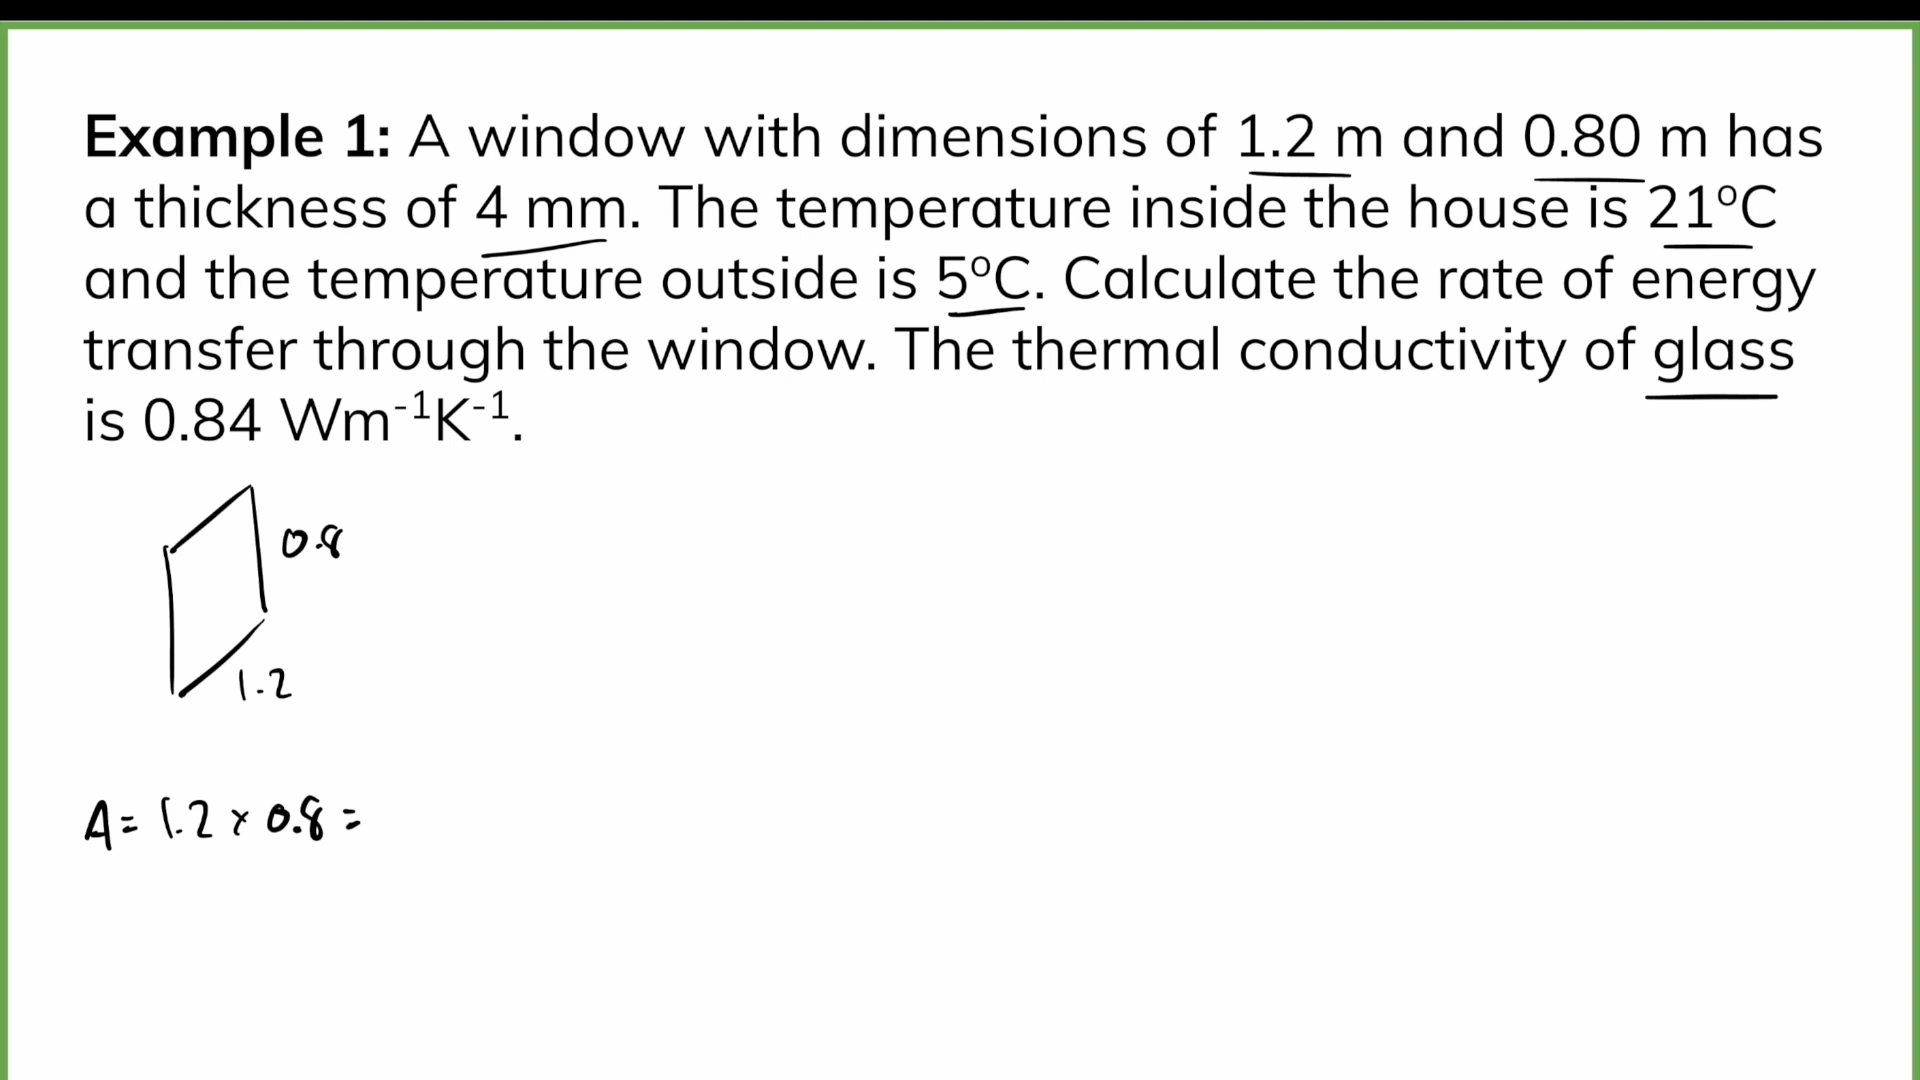 Example 1: A window with dimensions of 1.2 m and 0.80 m has
a thickness of 4 mm. The temperature inside the house is 21ºC
and the temperature outside is 5ºC. Calculate the rate of energy
transfer through the window. The thermal conductivity of glass
is 0.84 Wm⁻¹K⁻¹.
0.8
1.2
A = 1.2 × 0.8 =